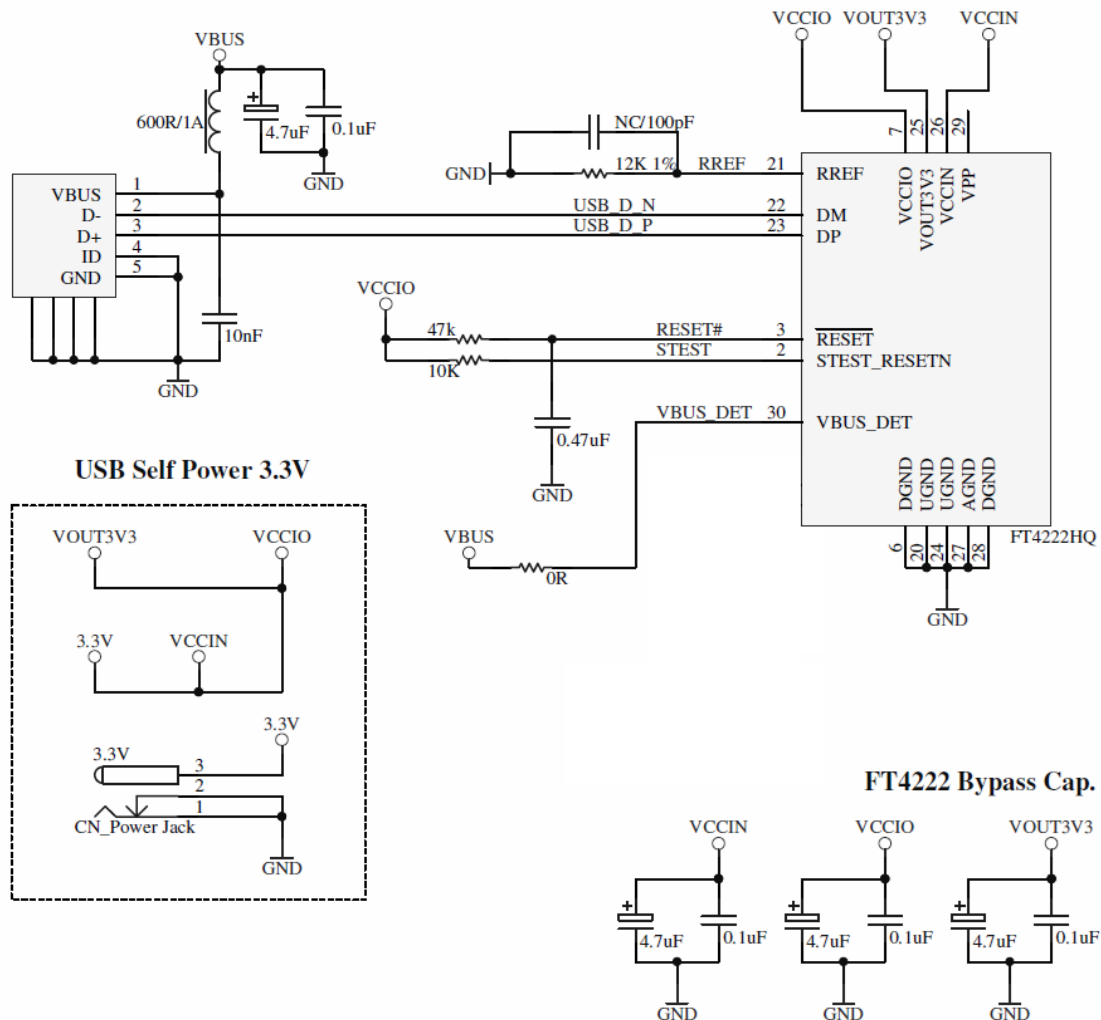 VCCIO VOUT3V3 VCCIN
VBUS
600R/1A
+
4.7uF 0.1uF
GND
7 25 26 29
VCCIO VOUT3V3 VCCIN VPP
NC/100pF
GND 12K 1% RREF 21 RREF
VBUS 1
D- 2 USB_D_N 22 DM
D+ 3 USB_D_P 23 DP
ID 4
GND 5
10nF
GND
VCCIO
47k RESET# 3 RESET
10K STEST 2 STEST_RESETN
0.47uF
GND
VBUS_DET 30 VBUS_DET
DGND UGND UGND AGND DGND
6 20 24 27 28
FT4222HQ
GND
VBUS
0R
USB Self Power 3.3V
VOUT3V3 VCCIO
3.3V VCCIN
3.3V
3.3V 3
2
1
CN_Power Jack
GND
FT4222 Bypass Cap.
VCCIN VCCIO VOUT3V3
+ + +
4.7uF 0.1uF 4.7uF 0.1uF 4.7uF 0.1uF
GND GND GND